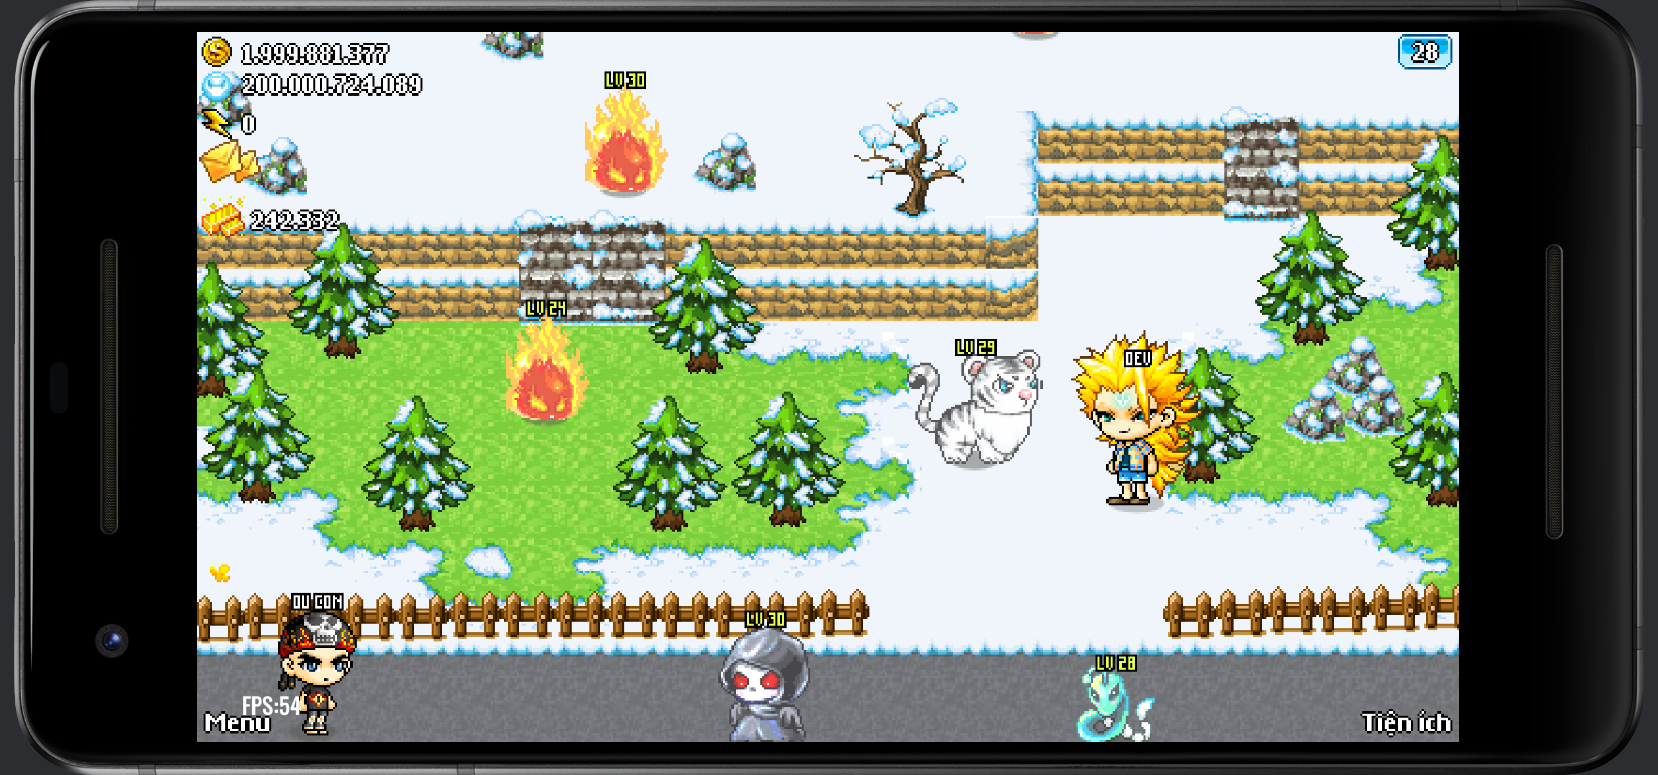 1.999.881.377
28
200.000.724.089
LV 30
0
242.332
LV 24
LV 29
DEV
OU CON
LV 30
LV 28
FPS:54
Menu
Tiện ích